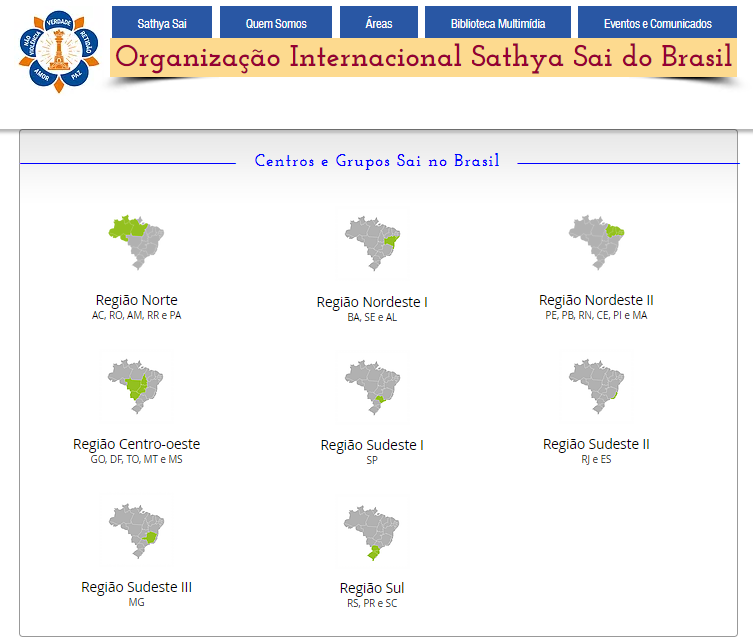 VERDADE
RETIDÃO
PAZ
AMOR
NÃO
VIOLÊNCIA
Sathya Sai
Quem Somos
Áreas
Biblioteca Multimídia
Eventos e Comunicados
Organização Internacional Sathya Sai do Brasil
Centros e Grupos Sai no Brasil
Região Norte
AC, RO, AM, RR e PA
Região Nordeste I
BA, SE e AL
Região Nordeste II
PE, PB, RN, CE, PI e MA
Região Centro-oeste
GO, DF, TO, MT e MS
Região Sudeste I
SP
Região Sudeste II
RJ e ES
Região Sudeste III
MG
Região Sul
RS, PR e SC